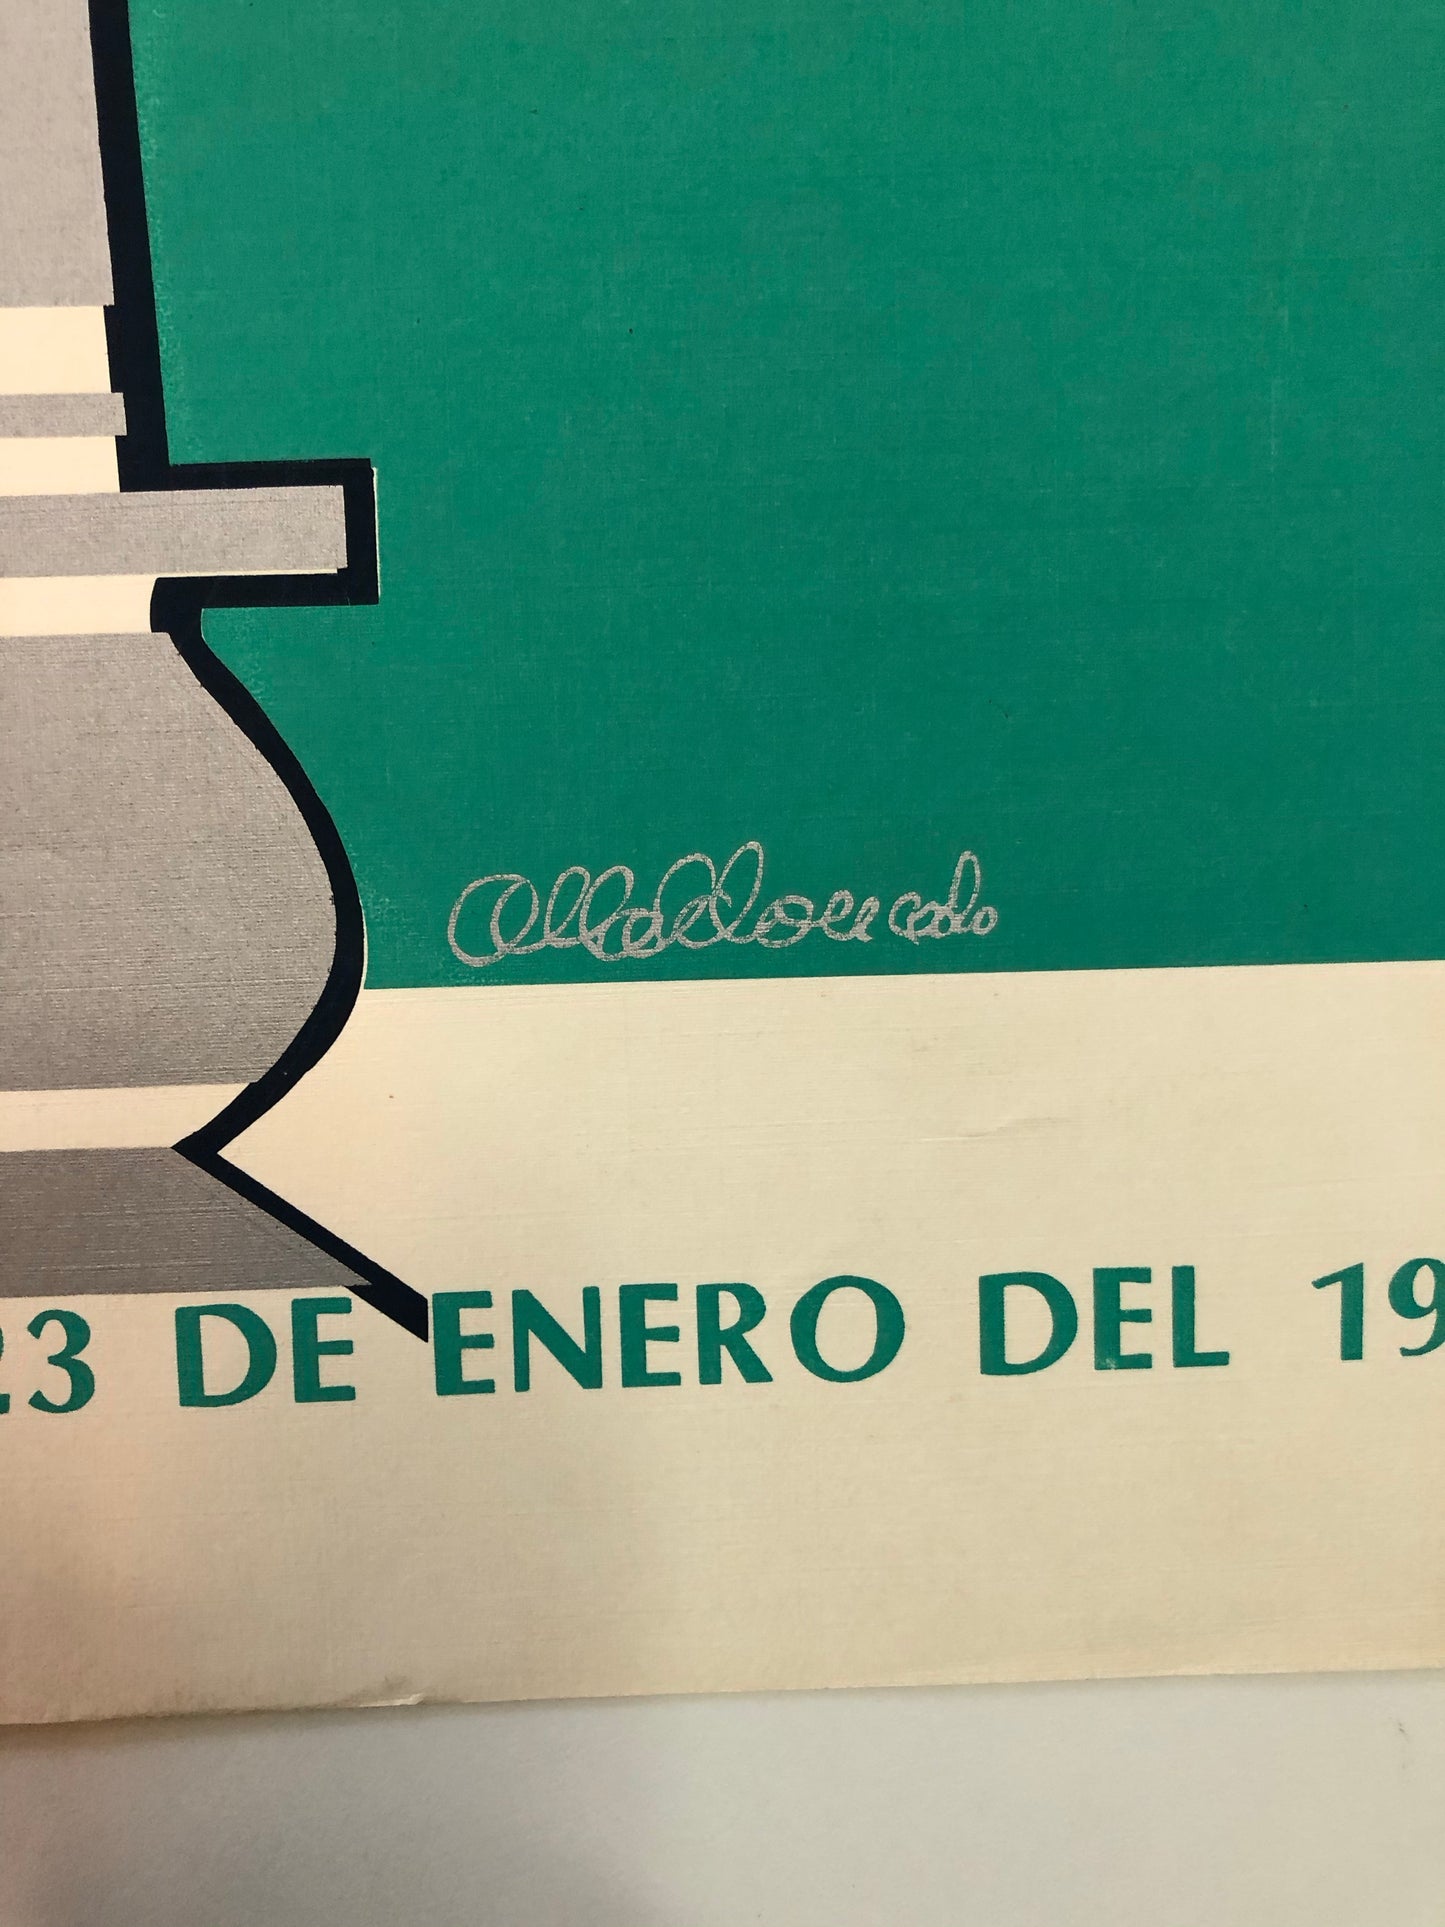 23 DE ENERO DEL 19